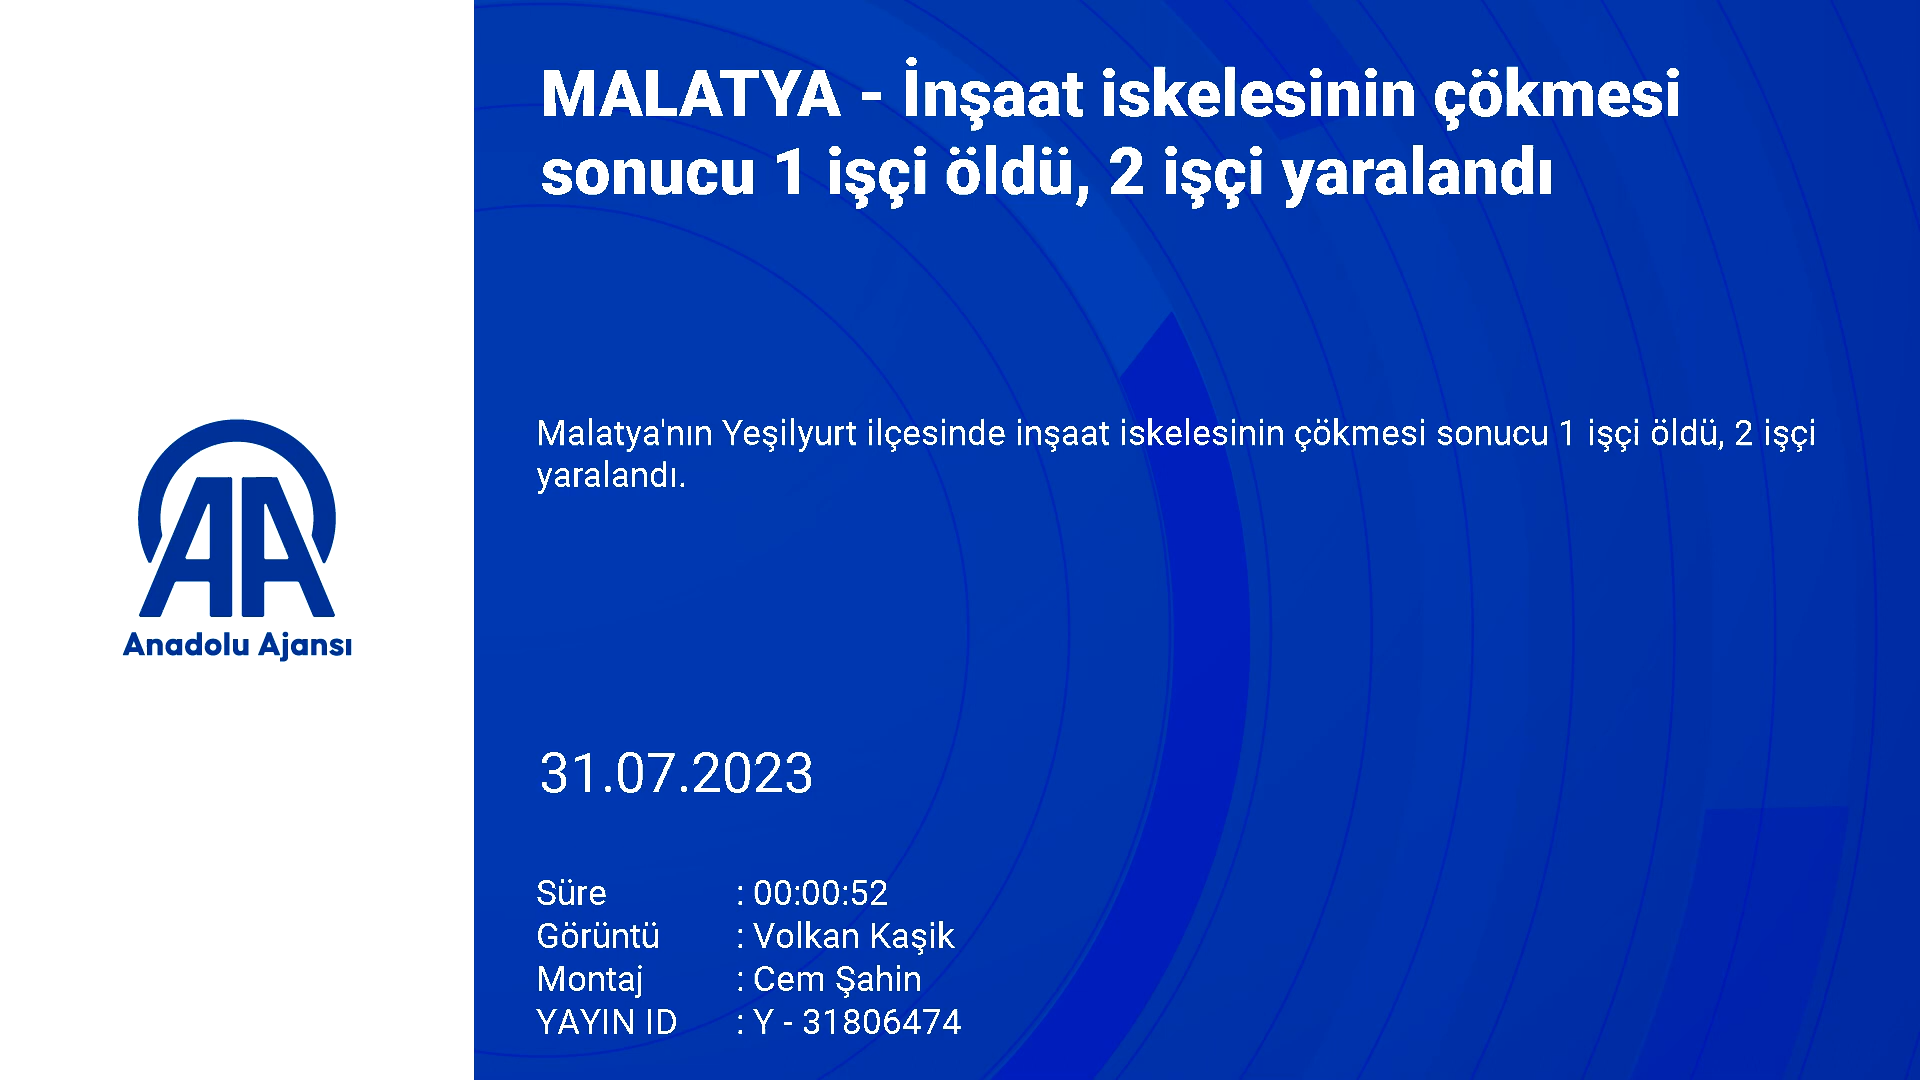 MALATYA - İnşaat iskelesinin çökmesi
sonucu 1 işçi öldü, 2 işçi yaralandı
Malatya'nın Yeşilyurt ilçesinde inşaat iskelesinin çökmesi sonucu 1 işçi öldü, 2 işçi
yaralandı.
AA
Anadolu Ajansı
31.07.2023
Süre : 00:00:52
Görüntü : Volkan Kaşik
Montaj : Cem Şahin
YAYIN ID : Y - 31806474